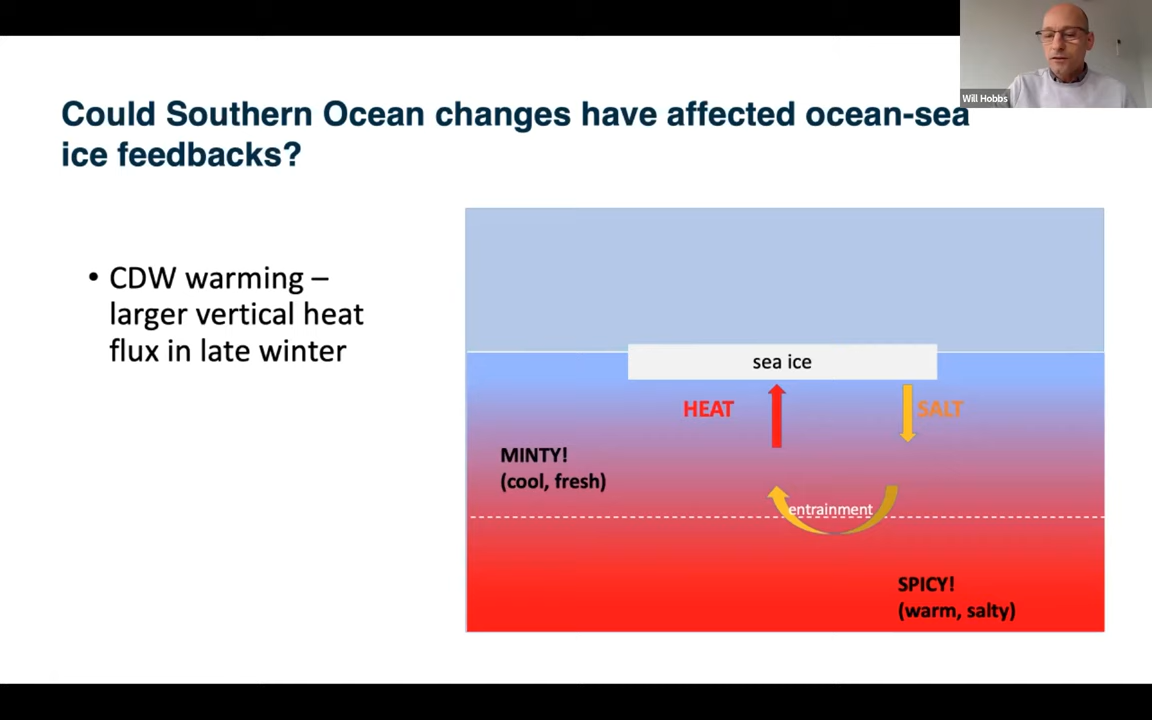 Will Hobbs
Could Southern Ocean changes have affected ocean-sea
ice feedbacks?
• CDW warming –
larger vertical heat
flux in late winter
sea ice
HEAT
SALT
MINTY!
(cool, fresh)
entrainment
SPICY!
(warm, salty)